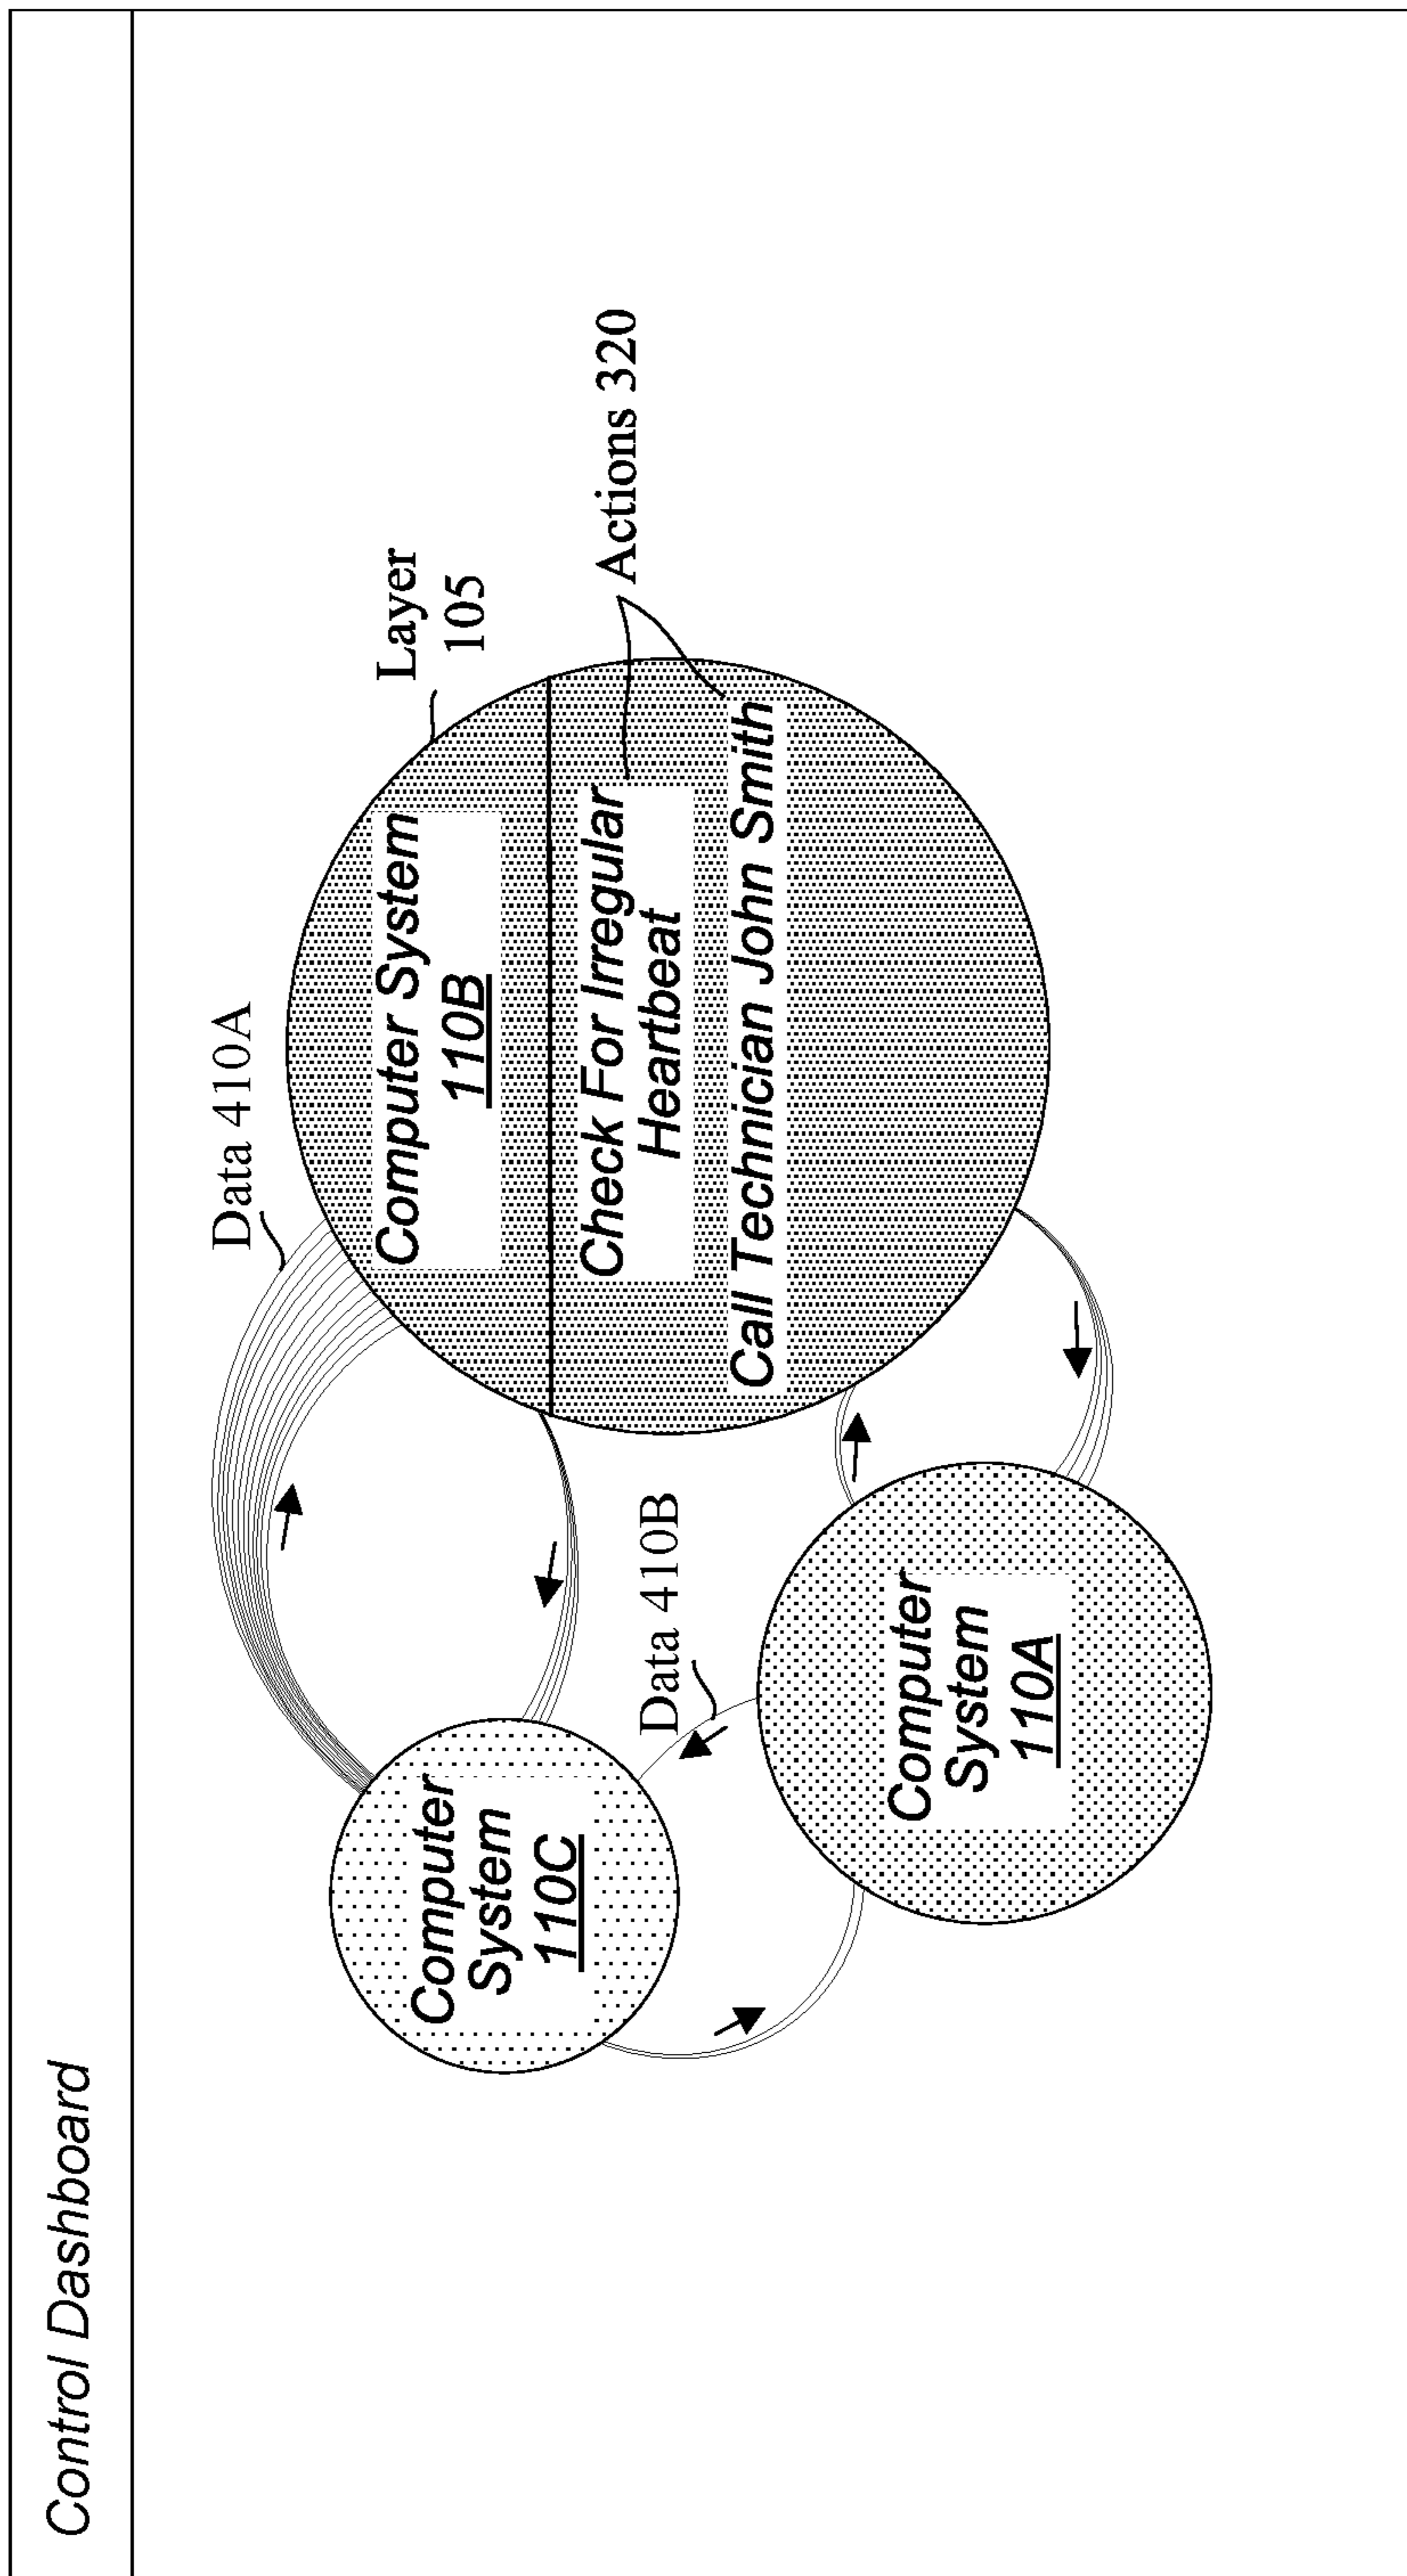 Control Dashboard
Data 410A
Layer
105
Computer System
110B
Actions 320
Check For Irregular
Heartbeat
Call Technician John Smith
Computer
System
110C
Data 410B
Computer
System
110A